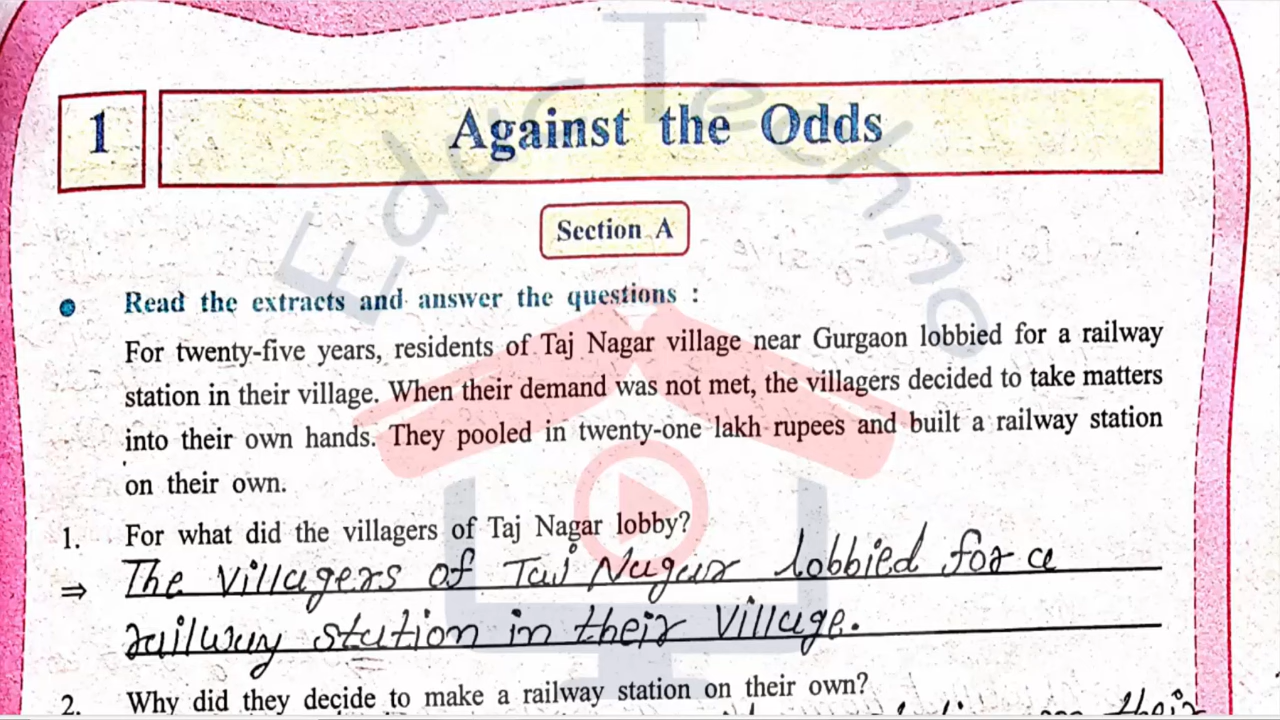 1
Against the Odds
Section A
Read the extracts and answer the questions :
For twenty-five years, residents of Taj Nagar village near Gurgaon lobbied for a railway
station in their village. When their demand was not met, the villagers decided to take matters
into their own hands. They pooled in twenty-one lakh rupees and built a railway station
on their own.
1. For what did the villagers of Taj Nagar lobby?
⇒ The villagers of Taj Nagar lobbied for a
railway station in their village.
2. Why did they decide to make a railway station on their own?
their
Edu Techno